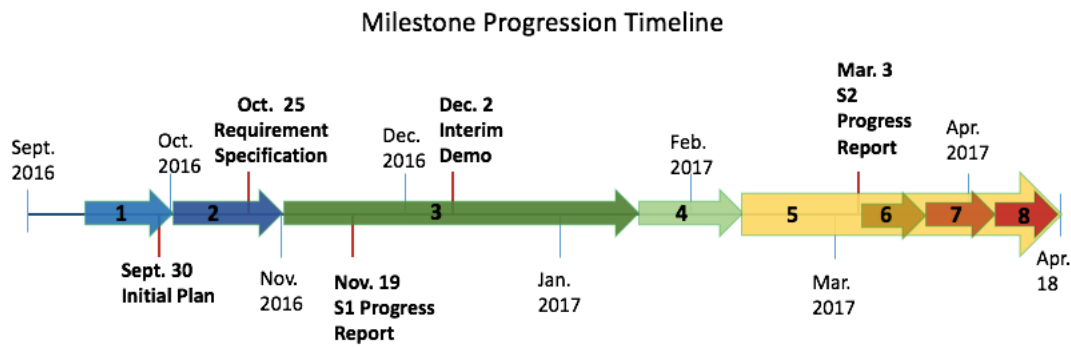 Milestone Progression Timeline
Sept.
2016
Oct.
2016
Oct.  25
Requirement
Specification
Dec.
2016
Dec. 2
Interim
Demo
Feb.
2017
Mar. 3
S2
Progress
Report
Apr.
2017
1
2
3
4
5
6
7
8
Sept. 30
Initial Plan
Nov.
2016
Nov. 19
S1 Progress
Report
Jan.
2017
Mar.
2017
Apr.
18